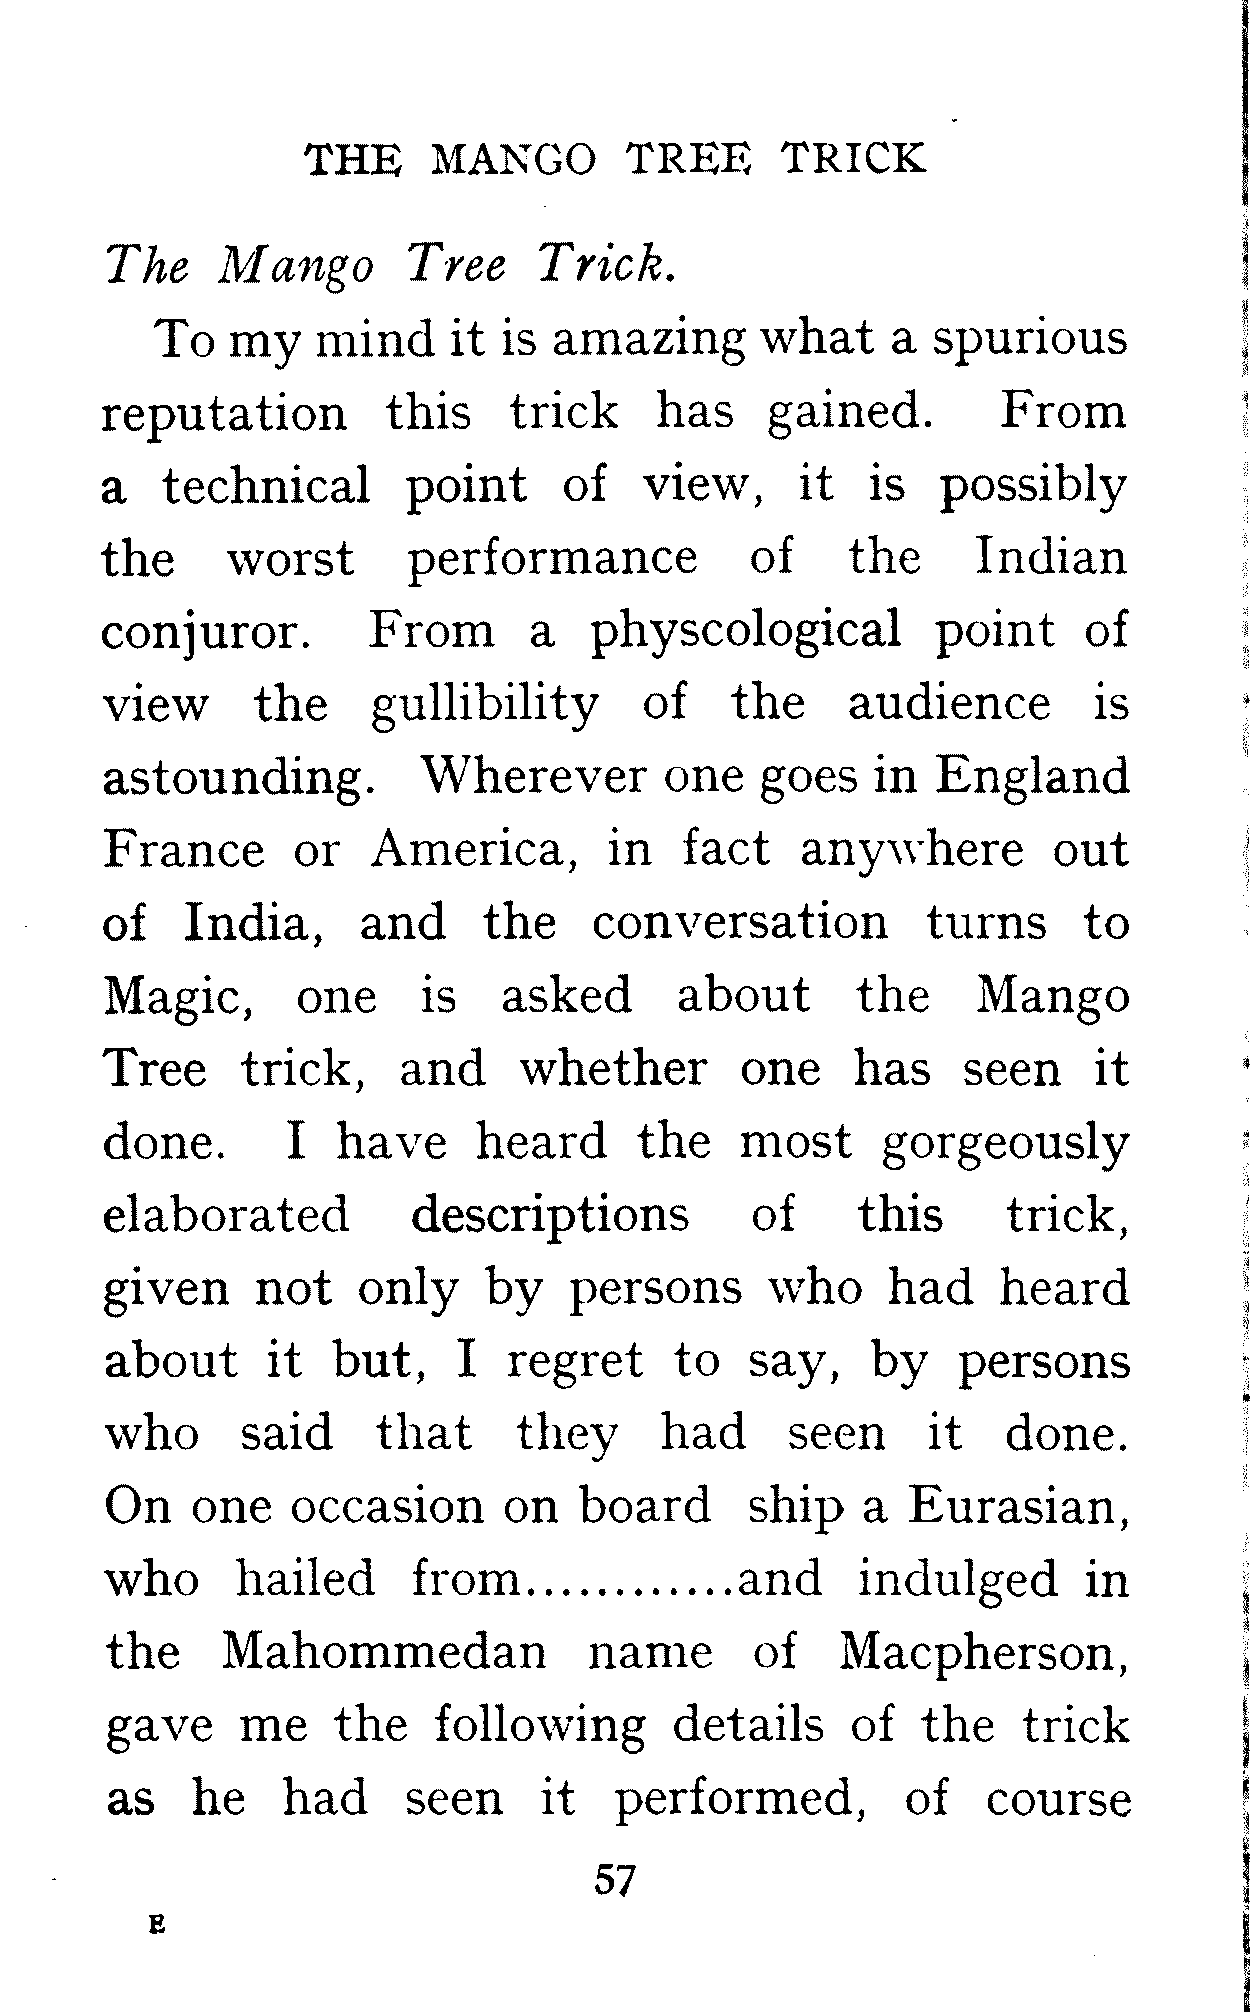 THE MANGO TREE TRICK
The Mango Tree Trick.
To my mind it is amazing what a spurious
reputation this trick has gained. From
a technical point of view, it is possibly
the worst performance of the Indian
conjuror. From a physcological point of
view the gullibility of the audience is
astounding. Wherever one goes in England
France or America, in fact anywhere out
of India, and the conversation turns to
Magic, one is asked about the Mango
Tree trick, and whether one has seen it
done. I have heard the most gorgeously
elaborated descriptions of this trick,
given not only by persons who had heard
about it but, I regret to say, by persons
who said that they had seen it done.
On one occasion on board ship a Eurasian,
who hailed from............and indulged in
the Mahommedan name of Macpherson,
gave me the following details of the trick
as he had seen it performed, of course
57
E